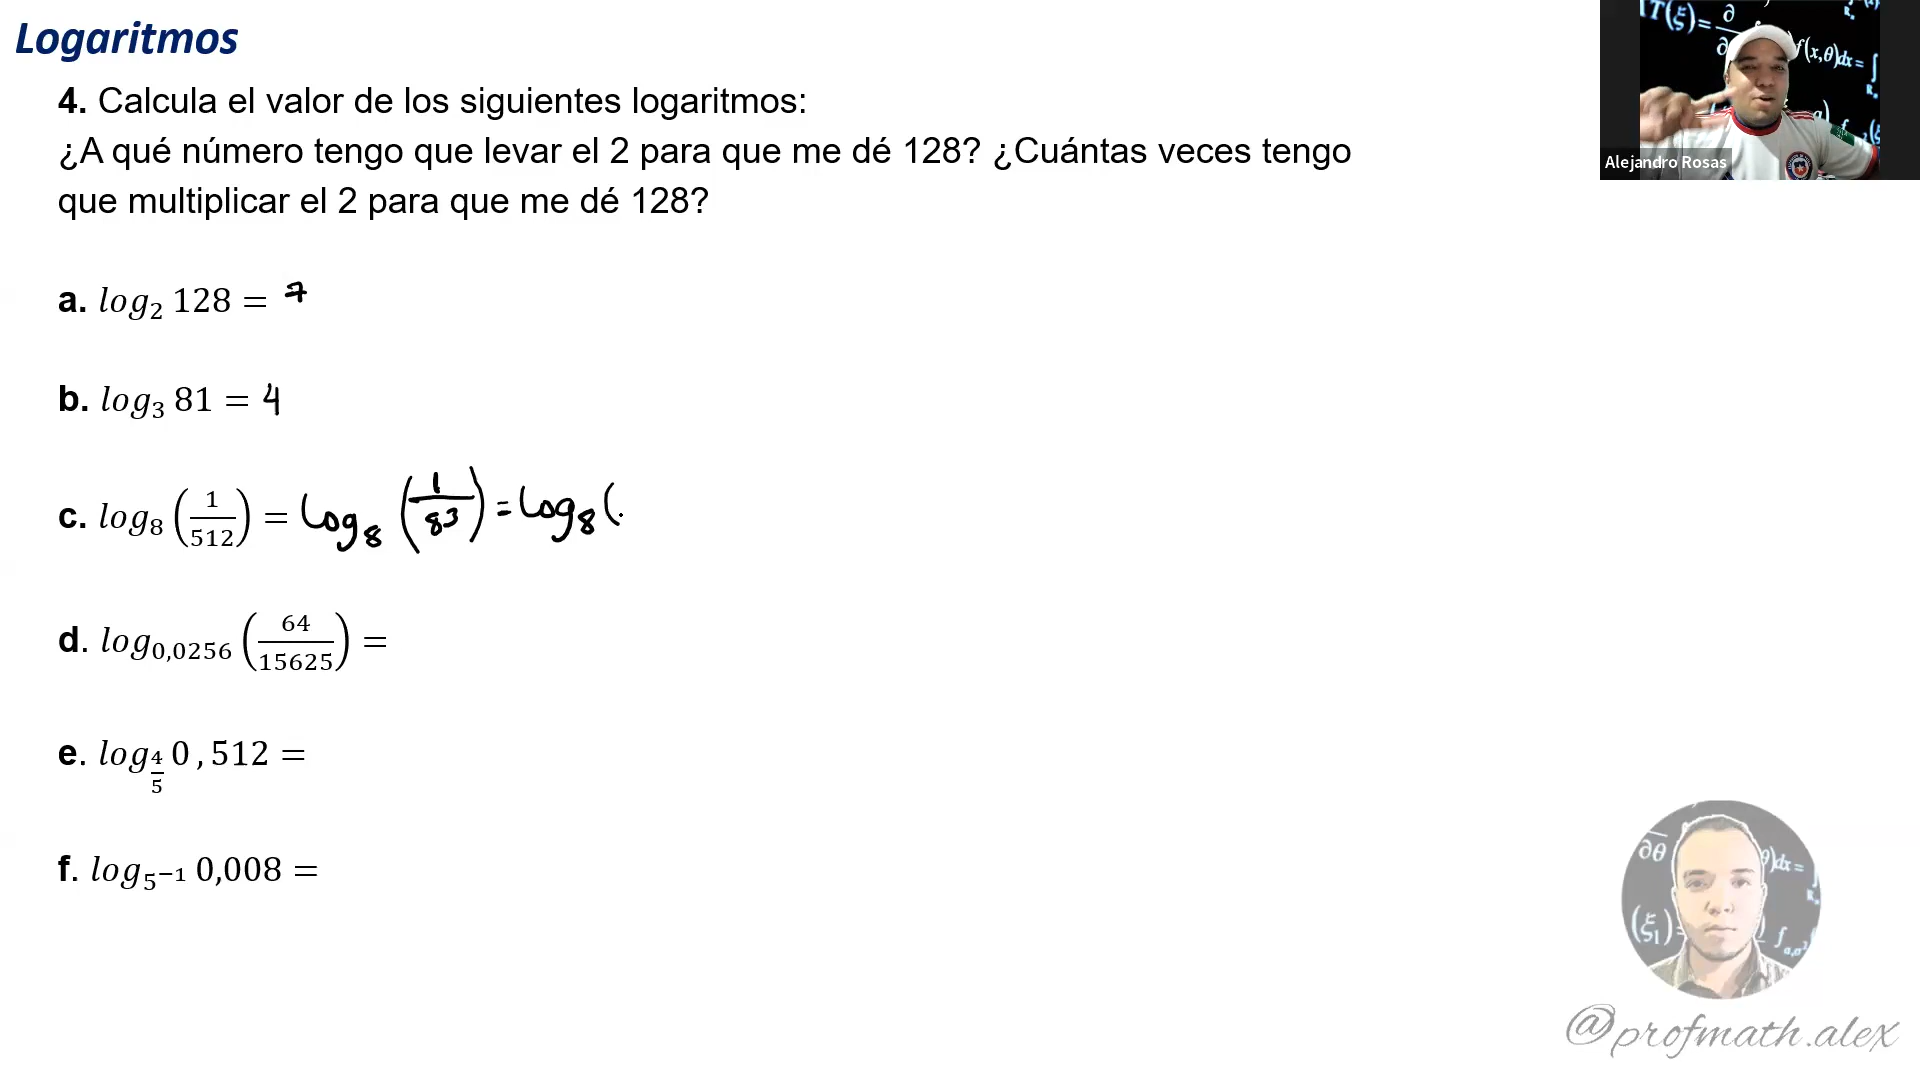 Logaritmos
4. Calcula el valor de los siguientes logaritmos:
¿A qué número tengo que levar el 2 para que me dé 128? ¿Cuántas veces tengo
que multiplicar el 2 para que me dé 128?
a. log₂ 128 = 7
b. log₃ 81 = 4
c. log₈ (1/512) = log₈ (1/8³) = log₈ (
d. log₀,₀₂₅₆ (64/15625) =
e. log_{4/5} 0 , 512 =
f. log₅₋₁ 0,008 =
Alejandro Rosas
@profmath.alex